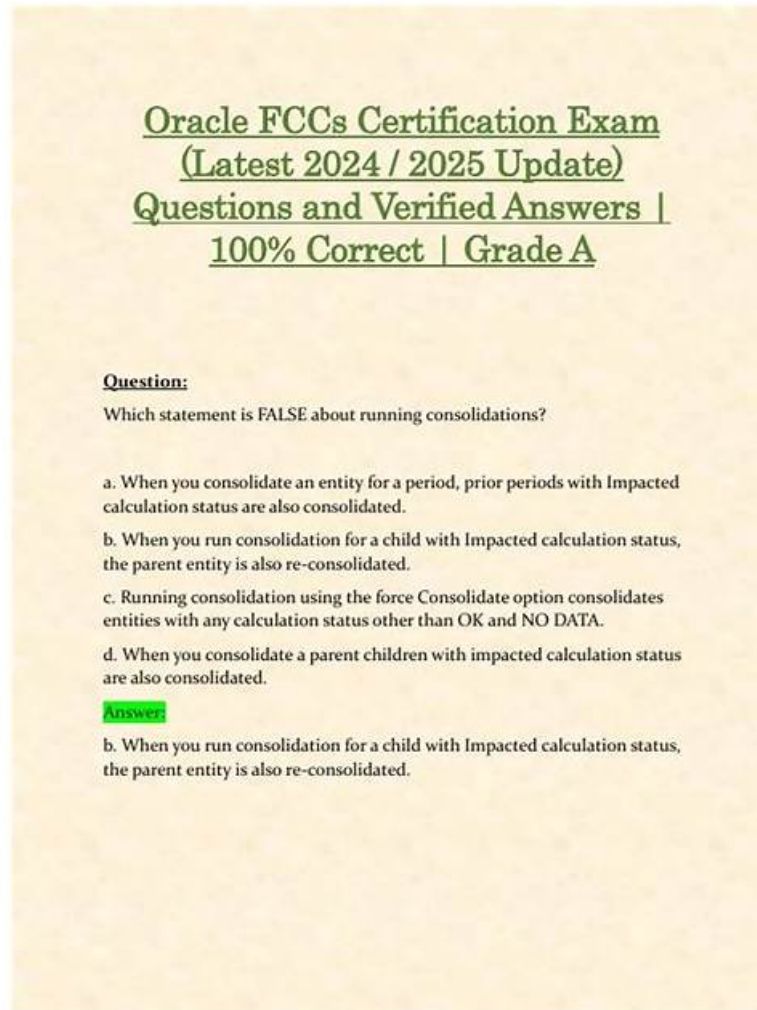 Oracle FCCs Certification Exam
(Latest 2024 / 2025 Update)
Questions and Verified Answers |
100% Correct | Grade A
Question:
Which statement is FALSE about running consolidations?
a. When you consolidate an entity for a period, prior periods with Impacted
calculation status are also consolidated.
b. When you run consolidation for a child with Impacted calculation status,
the parent entity is also re-consolidated.
c. Running consolidation using the force Consolidate option consolidates
entities with any calculation status other than OK and NO DATA.
d. When you consolidate a parent children with impacted calculation status
are also consolidated.
Answer:
b. When you run consolidation for a child with Impacted calculation status,
the parent entity is also re-consolidated.